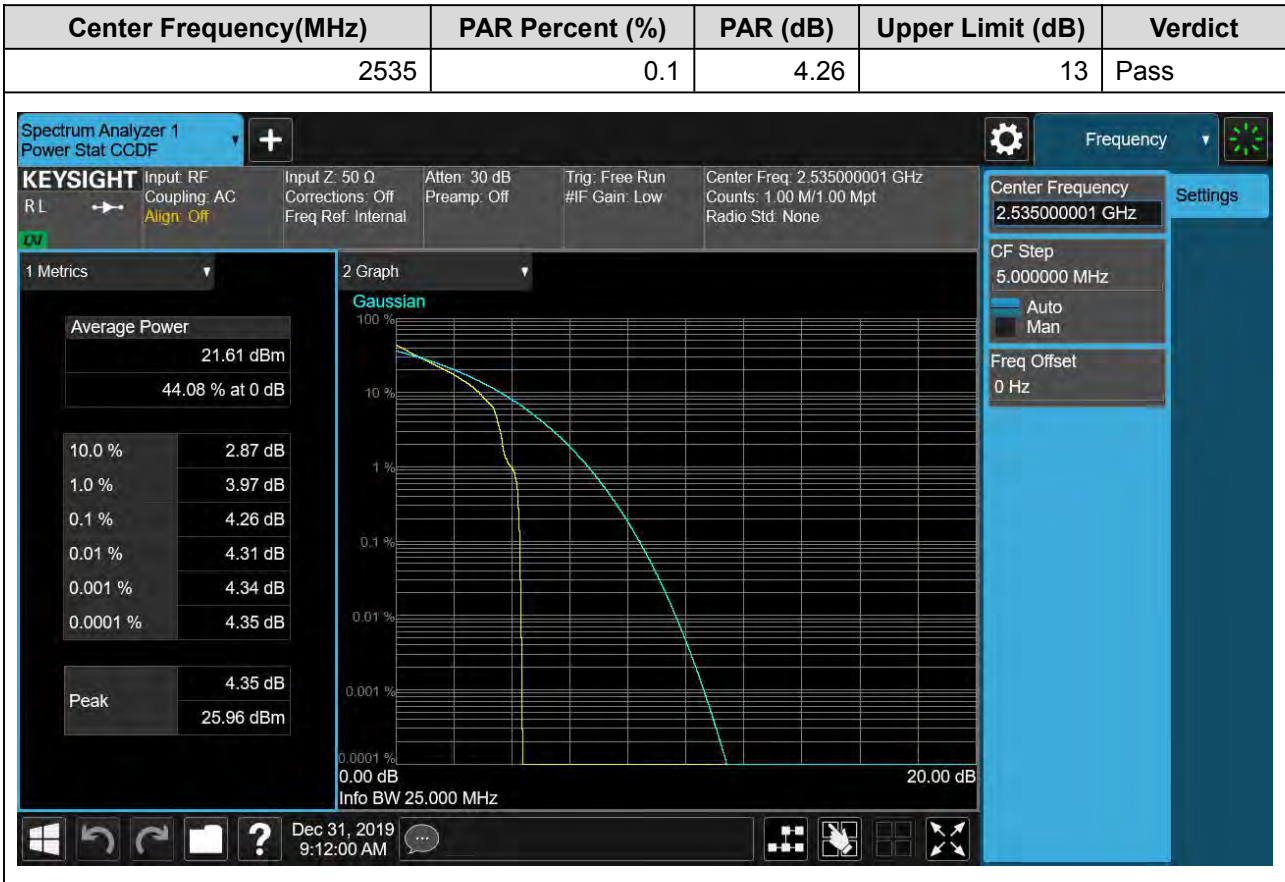 Center Frequency(MHz) PAR Percent (%) PAR (dB) Upper Limit (dB) Verdict
2535 0.1 4.26 13 Pass
Spectrum Analyzer 1
Power Stat CCDF
Frequency
KEYSIGHT Input: RF Input Z: 50 Ω Atten: 30 dB Trig: Free Run Center Freq: 2.535000001 GHz
RL Coupling: AC Corrections: Off Preamp: Off #IF Gain: Low Counts: 1.00 M/1.00 Mpt
Align: Off Freq Ref: Internal Radio Std: None
Center Frequency
2.535000001 GHz
Settings
CF Step
5.000000 MHz
Auto
Man
Freq Offset
0 Hz
1 Metrics
Average Power
21.61 dBm
44.08 % at 0 dB
10.0 % 2.87 dB
1.0 % 3.97 dB
0.1 % 4.26 dB
0.01 % 4.31 dB
0.001 % 4.34 dB
0.0001 % 4.35 dB
Peak 4.35 dB
25.96 dBm
2 Graph
Gaussian
100 %
10 %
1 %
0.1 %
0.01 %
0.001 %
0.0001 %
0.00 dB 20.00 dB
Info BW 25.000 MHz
?
Dec 31, 2019
9:12:00 AM